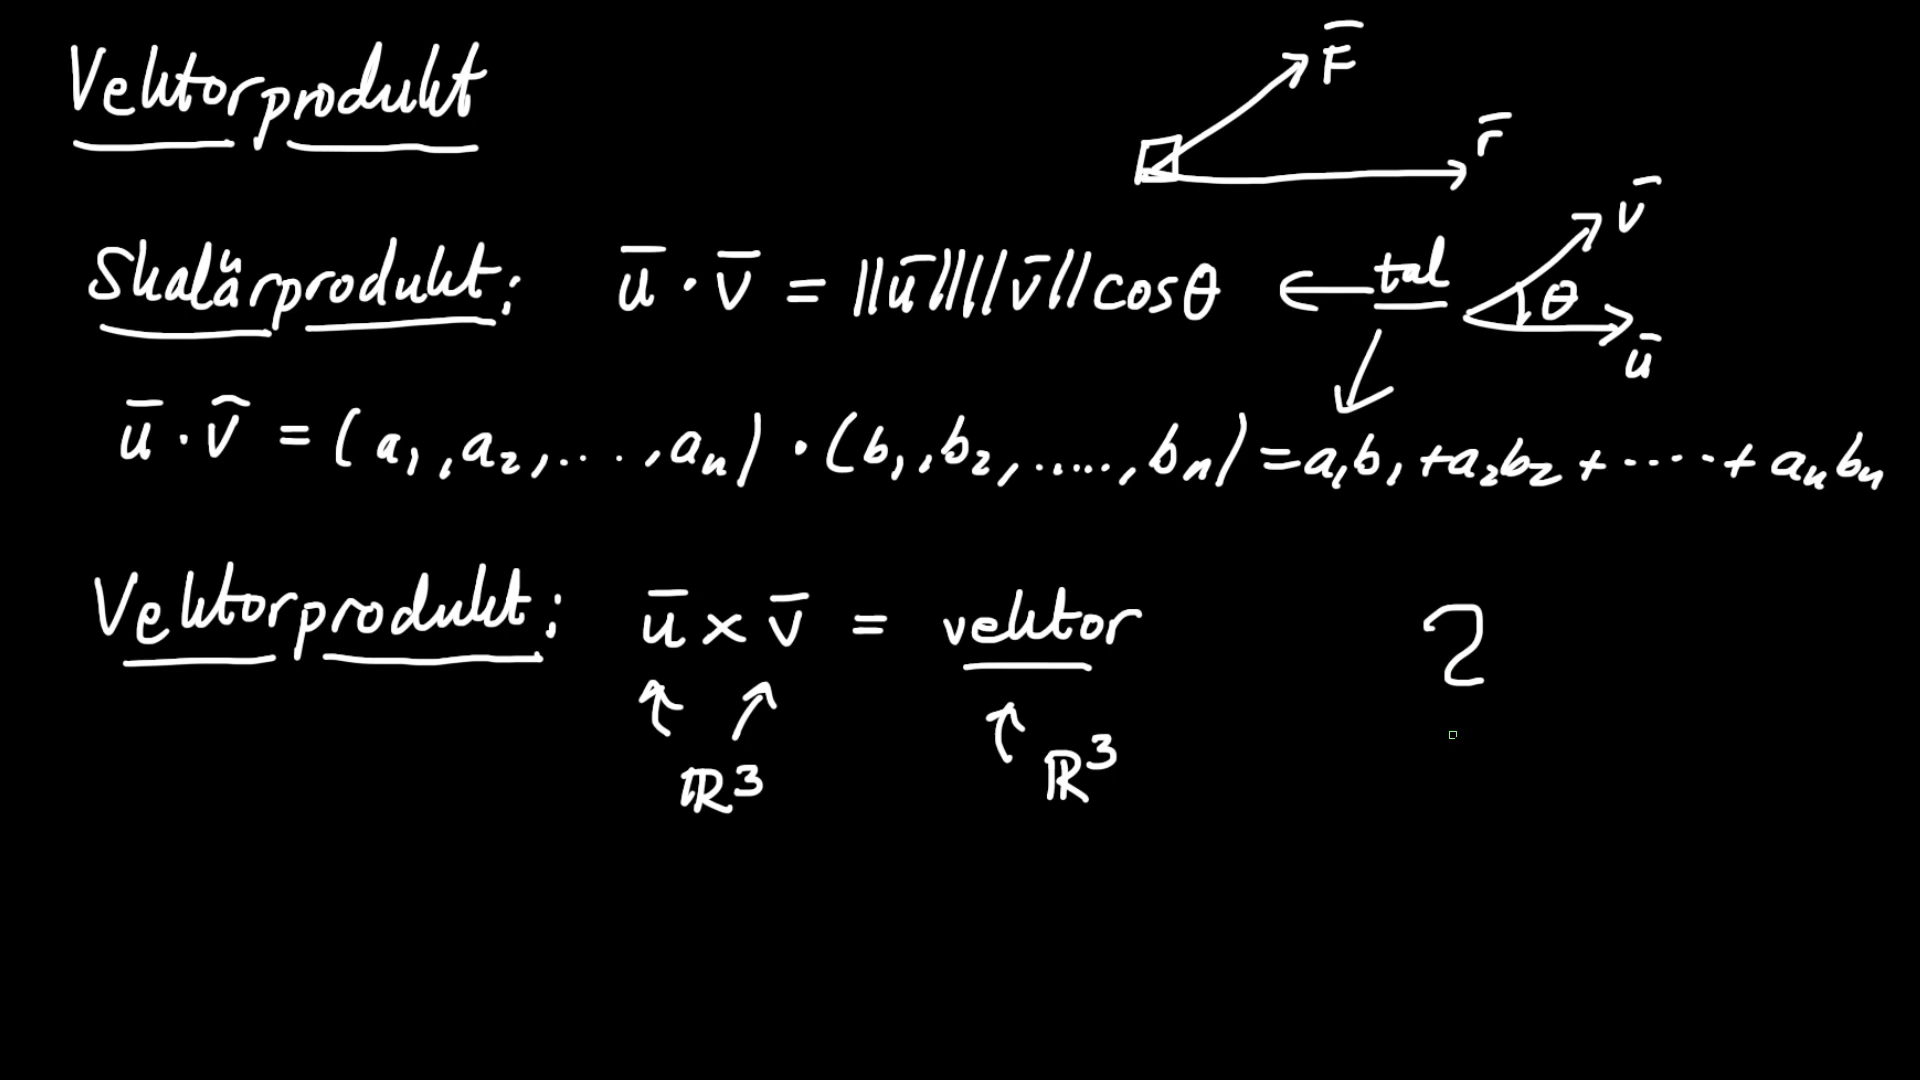 Vektorprodukt
F̅
r̅
v̅
Skalärprodukt: u̅ · v̅ = ||u̅|| ||v̅|| cosθ ← tal
θ
u̅
u̅ · v̅ = (a₁, a₂, ..., aₙ) · (b₁, b₂, ....., bₙ) = a₁b₁ + a₂b₂ + ····· + aₙbₙ
Vektorprodukt: u̅ × v̅ = vektor ?
ℝ³ ℝ³